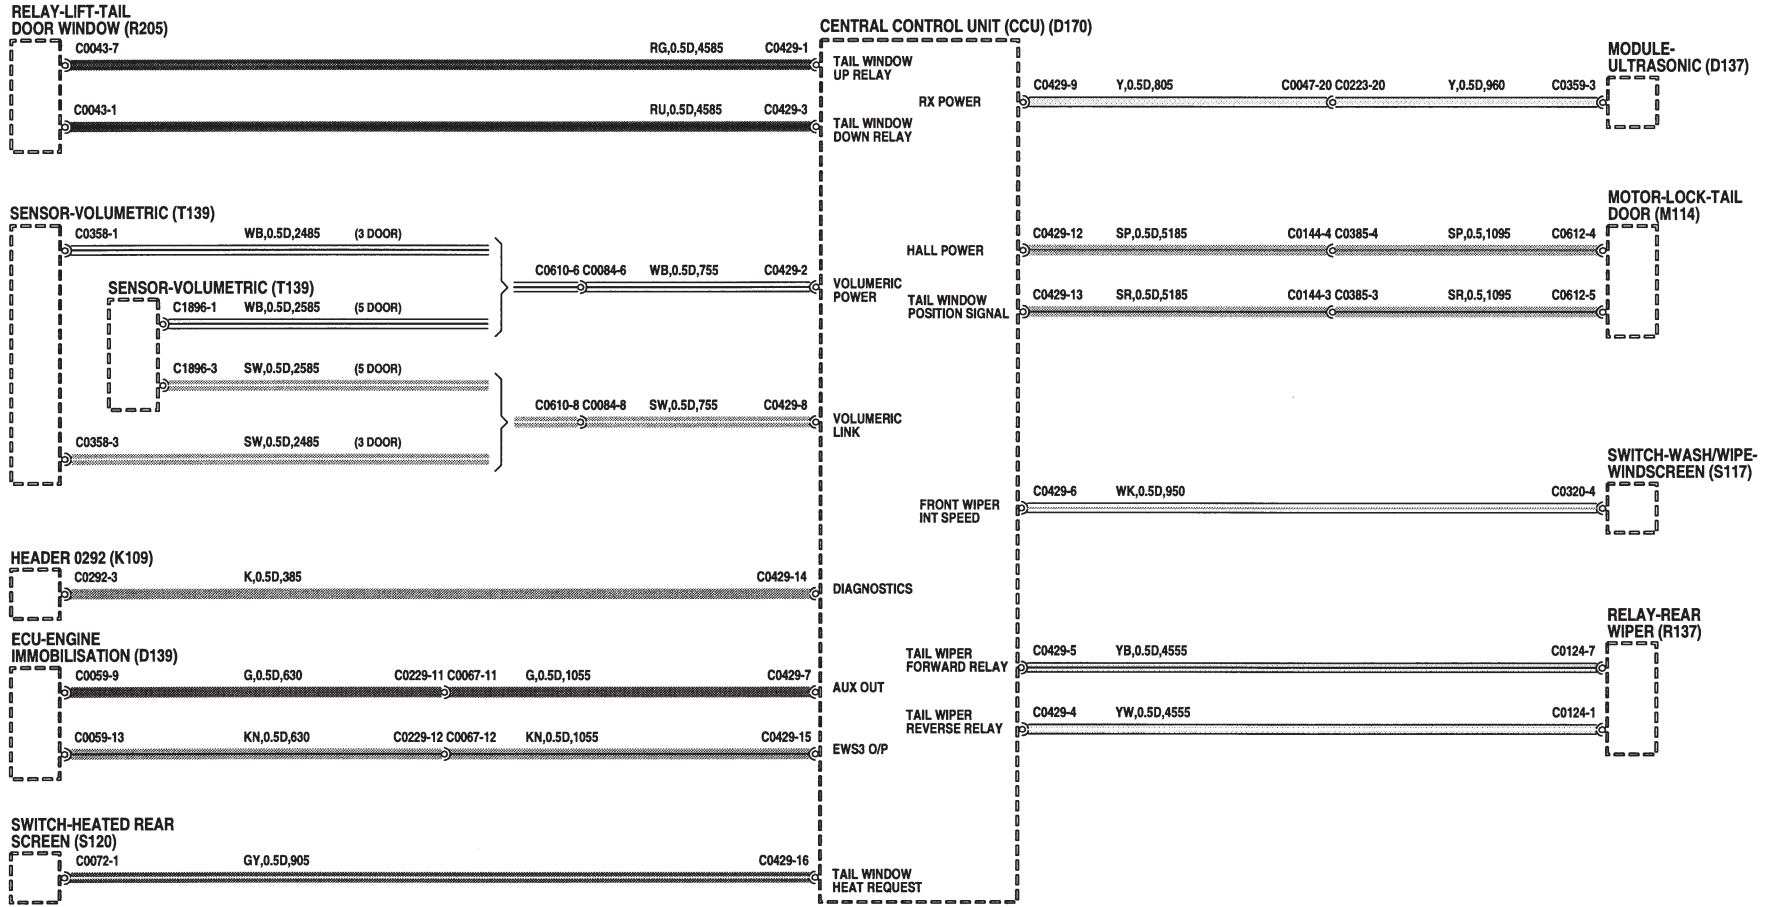 RELAY-LIFT-TAIL
DOOR WINDOW (R205)
C0043-7 RG,0.5D,4585 C0429-1
C0043-1 RU,0.5D,4585 C0429-3
SENSOR-VOLUMETRIC (T139)
C0358-1 WB,0.5D,2485 (3 DOOR)
SENSOR-VOLUMETRIC (T139)
C1896-1 WB,0.5D,2585 (5 DOOR)
C0610-6 C0084-6 WB,0.5D,755 C0429-2
C1896-3 SW,0.5D,2585 (5 DOOR)
C0610-8 C0084-8 SW,0.5D,755 C0429-8
C0358-3 SW,0.5D,2485 (3 DOOR)
HEADER 0292 (K109)
C0292-3 K,0.5D,385 C0429-14
ECU-ENGINE
IMMOBILISATION (D139)
C0059-9 G,0.5D,630 C0229-11 C0067-11 G,0.5D,1055 C0429-7
C0059-13 KN,0.5D,630 C0229-12 C0067-12 KN,0.5D,1055 C0429-15
SWITCH-HEATED REAR
SCREEN (S120)
C0072-1 GY,0.5D,905 C0429-16
CENTRAL CONTROL UNIT (CCU) (D170)
TAIL WINDOW
UP RELAY
RX POWER
TAIL WINDOW
DOWN RELAY
HALL POWER
VOLUMERIC
POWER
TAIL WINDOW
POSITION SIGNAL
VOLUMERIC
LINK
FRONT WIPER
INT SPEED
DIAGNOSTICS
TAIL WIPER
FORWARD RELAY
AUX OUT
TAIL WIPER
REVERSE RELAY
EWS3 O/P
TAIL WINDOW
HEAT REQUEST
MODULE-
ULTRASONIC (D137)
C0429-9 Y,0.5D,805 C0047-20 C0223-20 Y,0.5D,960 C0359-3
MOTOR-LOCK-TAIL
DOOR (M114)
C0429-12 SP,0.5D,5185 C0144-4 C0385-4 SP,0.5,1095 C0612-4
C0429-13 SR,0.5D,5185 C0144-3 C0385-3 SR,0.5,1095 C0612-5
SWITCH-WASH/WIPE-
WINDSCREEN (S117)
C0429-6 WK,0.5D,950 C0320-4
RELAY-REAR
WIPER (R137)
C0429-5 YB,0.5D,4555 C0124-7
C0429-4 YW,0.5D,4555 C0124-1